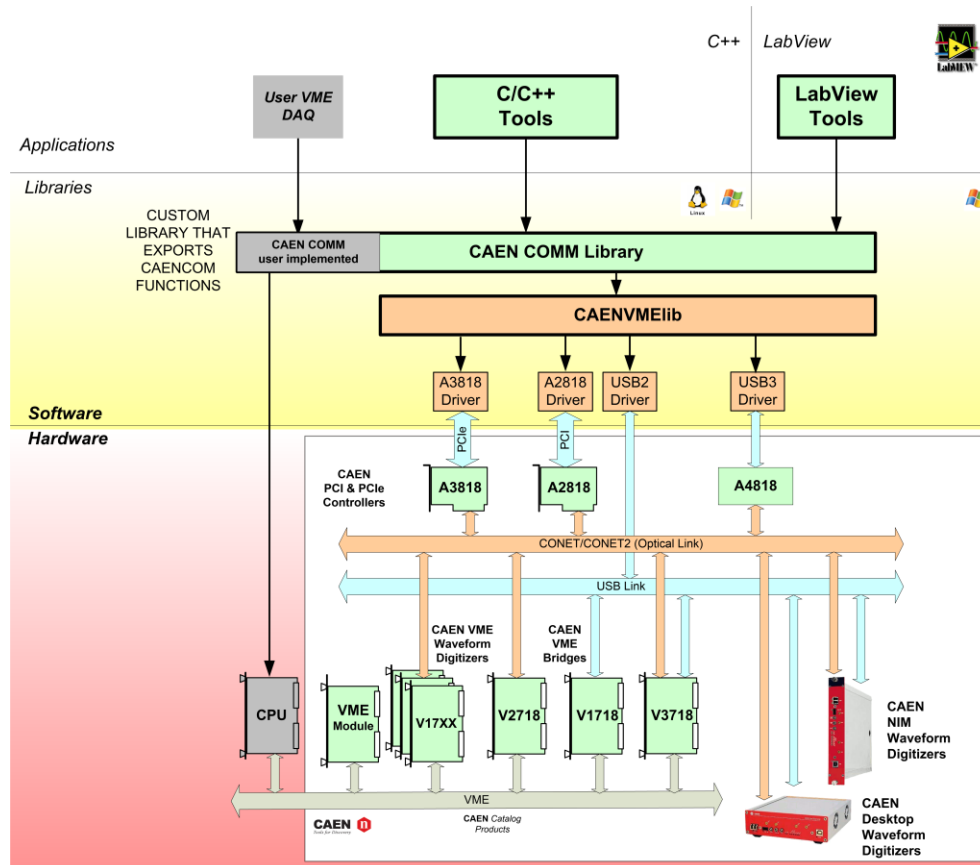 C++
LabView
LabVIEW
User VME
DAQ
C/C++
Tools
LabView
Tools
Applications
Libraries
Linux
CUSTOM
LIBRARY THAT
EXPORTS
CAENCOM
FUNCTIONS
CAEN COMM
user implemented
CAEN COMM Library
CAENVMElib
A3818
Driver
A2818
Driver
USB2
Driver
USB3
Driver
Software
Hardware
PCIe
PCI
CAEN
PCI & PCIe
Controllers
A3818
A2818
A4818
CONET/CONET2 (Optical Link)
USB Link
CAEN VME
Waveform
Digitizers
CAEN
VME
Bridges
CPU
VME
Module
V17XX
V2718
V1718
V3718
CAEN
NIM
Waveform
Digitizers
VME
CAEN n
Tools for Discovery
CAEN Catalog
Products
CAEN
Desktop
Waveform
Digitizers